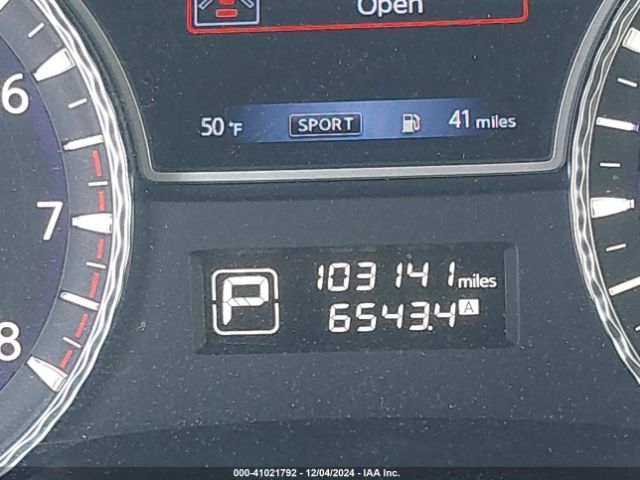 Open
50 °F SPORT 41 miles
6
7
8
P
103141 miles
6543.4 A
000-41021792 - 12/04/2024 - IAA Inc.